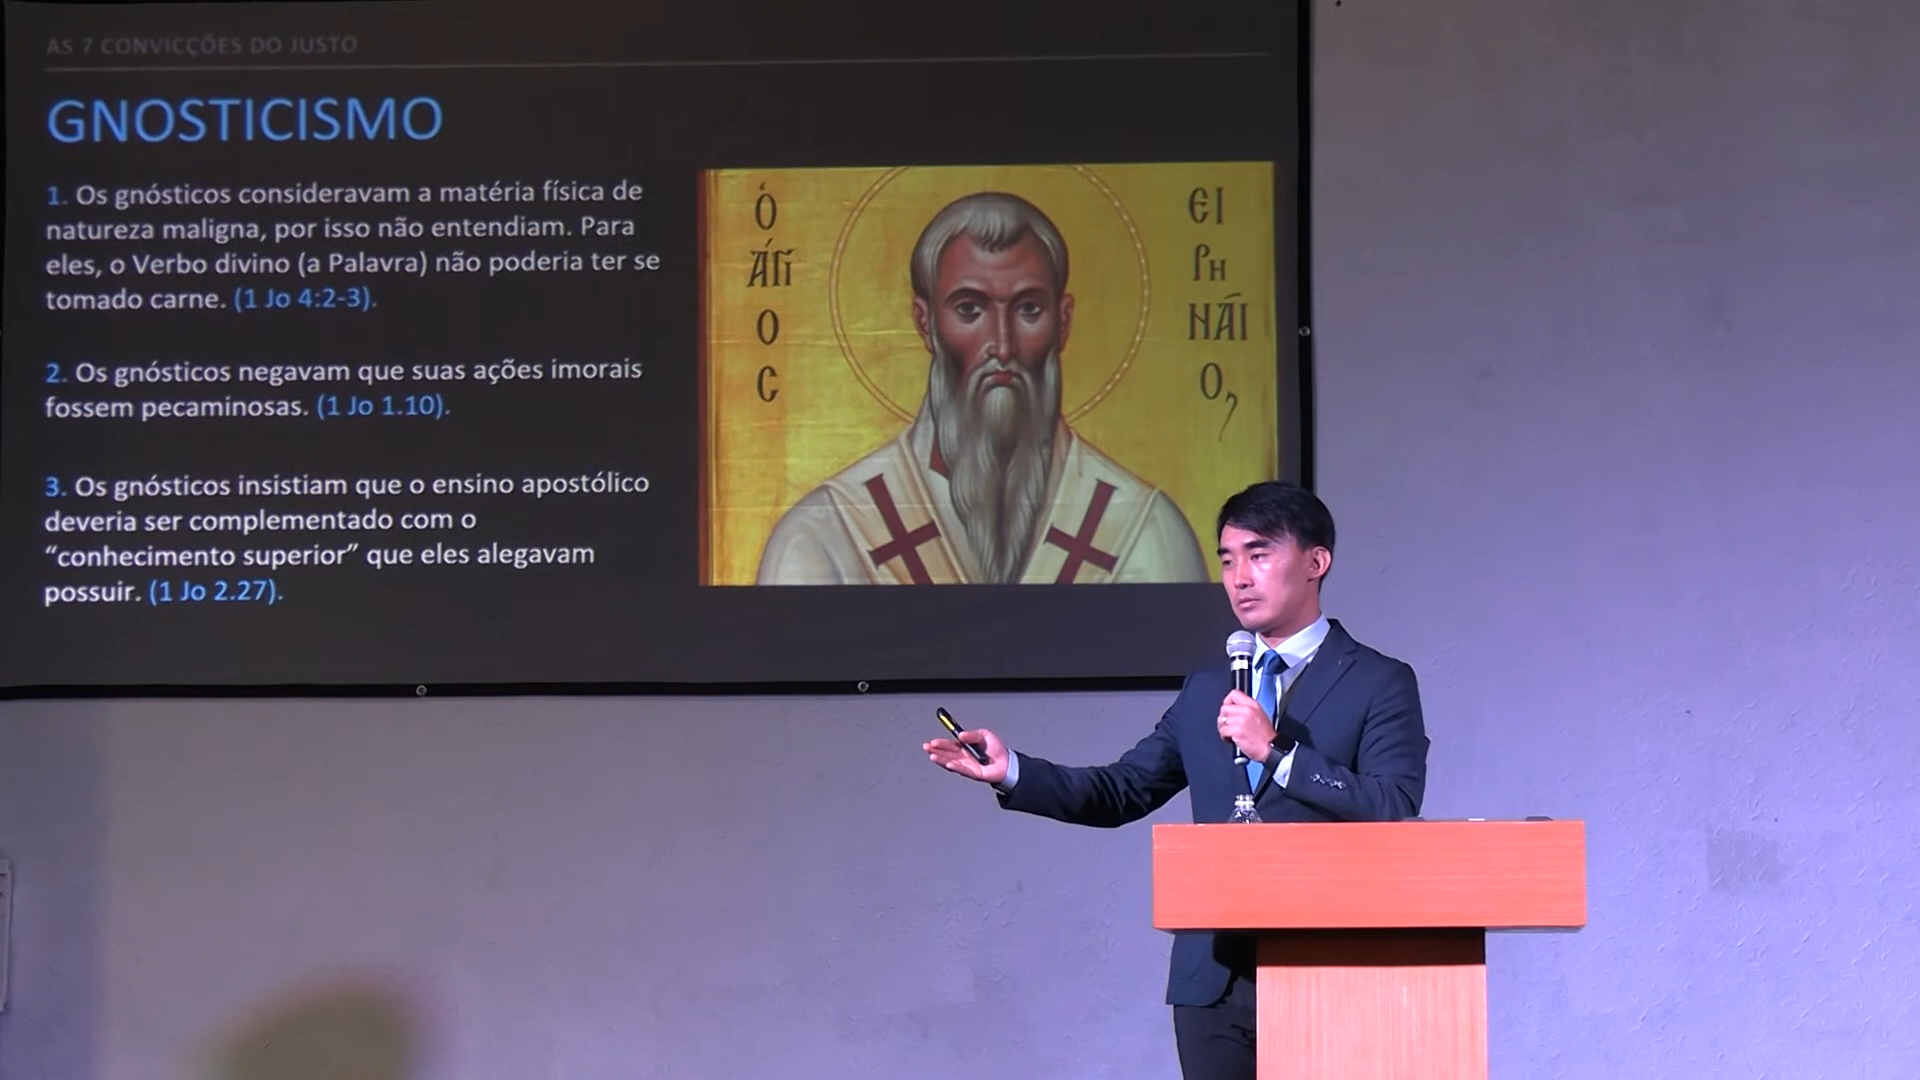 AS 7 CONVICÇÕES DO JUSTO
GNOSTICISMO
1. Os gnósticos consideravam a matéria física de
natureza maligna, por isso não entendiam. Para
eles, o Verbo divino (a Palavra) não poderia ter se
tomado carne. (1 Jo 4:2-3).
2. Os gnósticos negavam que suas ações imorais
fossem pecaminosas. (1 Jo 1.10).
3. Os gnósticos insistiam que o ensino apostólico
deveria ser complementado com o
“conhecimento superior” que eles alegavam
possuir. (1 Jo 2.27).
Ὁ
ἍΓΙ
Ο
C
ΕΙ
ΡΗ
ΝΑΙ
Ος